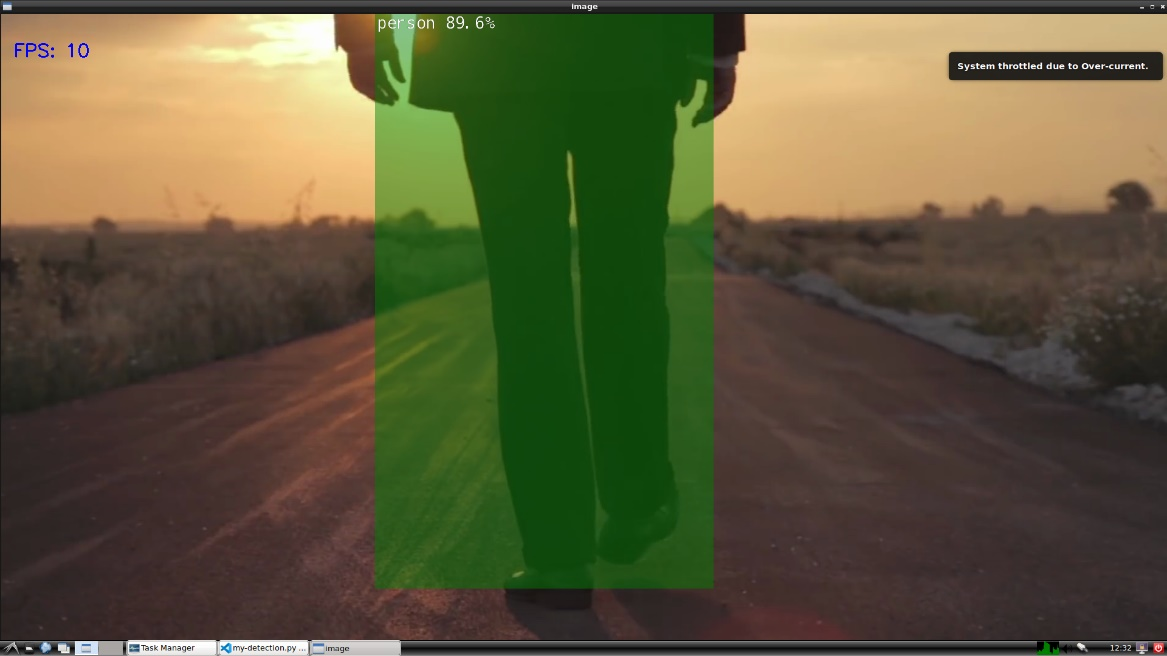 Image
person 89.6%
FPS: 10
System throttled due to Over-current.
Task Manager
my-detection.py ...
image
12:32